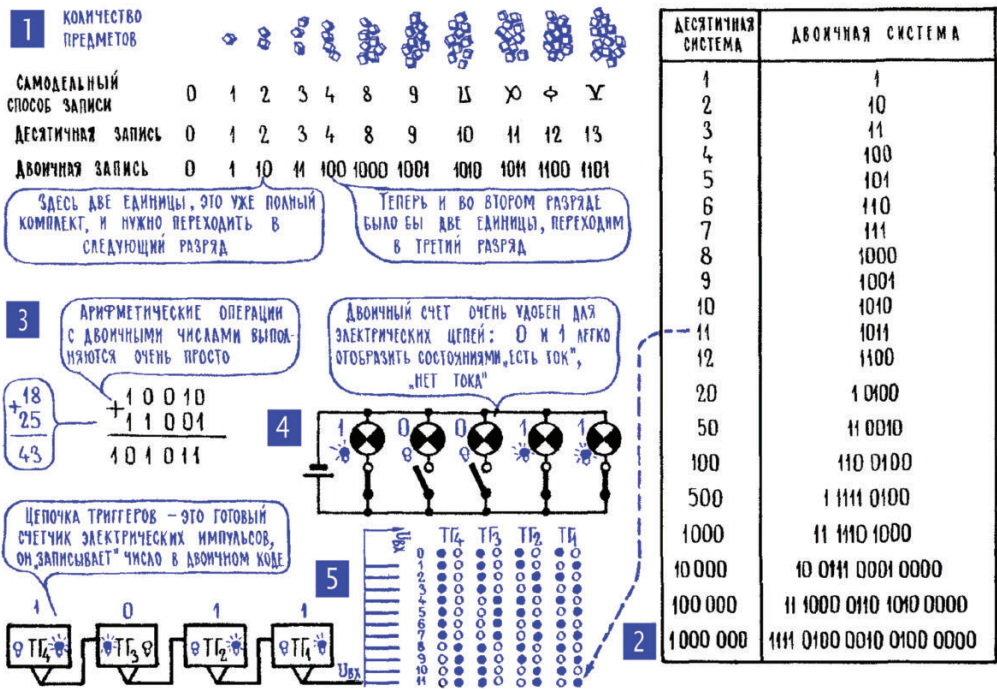 1
КОЛИЧЕСТВО
ПРЕДМЕТОВ
САМОДЕЛЬНЫЙ
СПОСОБ ЗАПИСИ 0 1 2 3 4 8 9
ДЕСЯТИЧНАЯ ЗАПИСЬ 0 1 2 3 4 8 9 10 11 12 13
ДВОИЧНАЯ ЗАПИСЬ 0 1 10 11 100 1000 1001 1010 1011 1100 1101
ЗДЕСЬ ДВЕ ЕДИНИЦЫ, ЭТО УЖЕ ПОЛНЫЙ
КОМПЛЕКТ, И НУЖНО ПЕРЕХОДИТЬ В
СЛЕДУЮЩИЙ РАЗРЯД
ТЕПЕРЬ И ВО ВТОРОМ РАЗРЯДЕ
БЫЛО БЫ ДВЕ ЕДИНИЦЫ, ПЕРЕХОДИМ
В ТРЕТИЙ РАЗРЯД
3
АРИФМЕТИЧЕСКИЕ ОПЕРАЦИИ
С ДВОИЧНЫМИ ЧИСЛАМИ ВЫПОЛ-
НЯЮТСЯ ОЧЕНЬ ПРОСТО
+18
25
43
+10010
11001
101011
ДВОИЧНЫЙ СЧЕТ ОЧЕНЬ УДОБЕН ДЛЯ
ЭЛЕКТРИЧЕСКИХ ЦЕПЕЙ: 0 И 1 ЛЕГКО
ОТОБРАЗИТЬ СОСТОЯНИЯМИ „ЕСТЬ ТОК",
„НЕТ ТОКА"
4
1 0 0 1 1
ЦЕПОЧКА ТРИГГЕРОВ – ЭТО ГОТОВЫЙ
СЧЕТЧИК ЭЛЕКТРИЧЕСКИХ ИМПУЛЬСОВ,
ОН „ЗАПИСЫВАЕТ" ЧИСЛО В ДВОИЧНОМ КОДЕ
1 0 1 1
ТГ4 ТГ3 ТГ2 ТГ1
Uвх
5
Uвх ТГ4 ТГ3 ТГ2 ТГ1
0
1
2
3
4
5
6
7
8
9
10
11
2
ДЕСЯТИЧНАЯ
СИСТЕМА
ДВОИЧНАЯ СИСТЕМА
1 1
2 10
3 11
4 100
5 101
6 110
7 111
8 1000
9 1001
10 1010
11 1011
12 1100
20 1 0100
50 11 0010
100 110 0100
500 1 1111 0100
1000 11 1110 1000
10 000 10 0111 0001 0000
100 000 11 1000 0110 1010 0000
1 000 000 1111 0100 0010 0100 0000